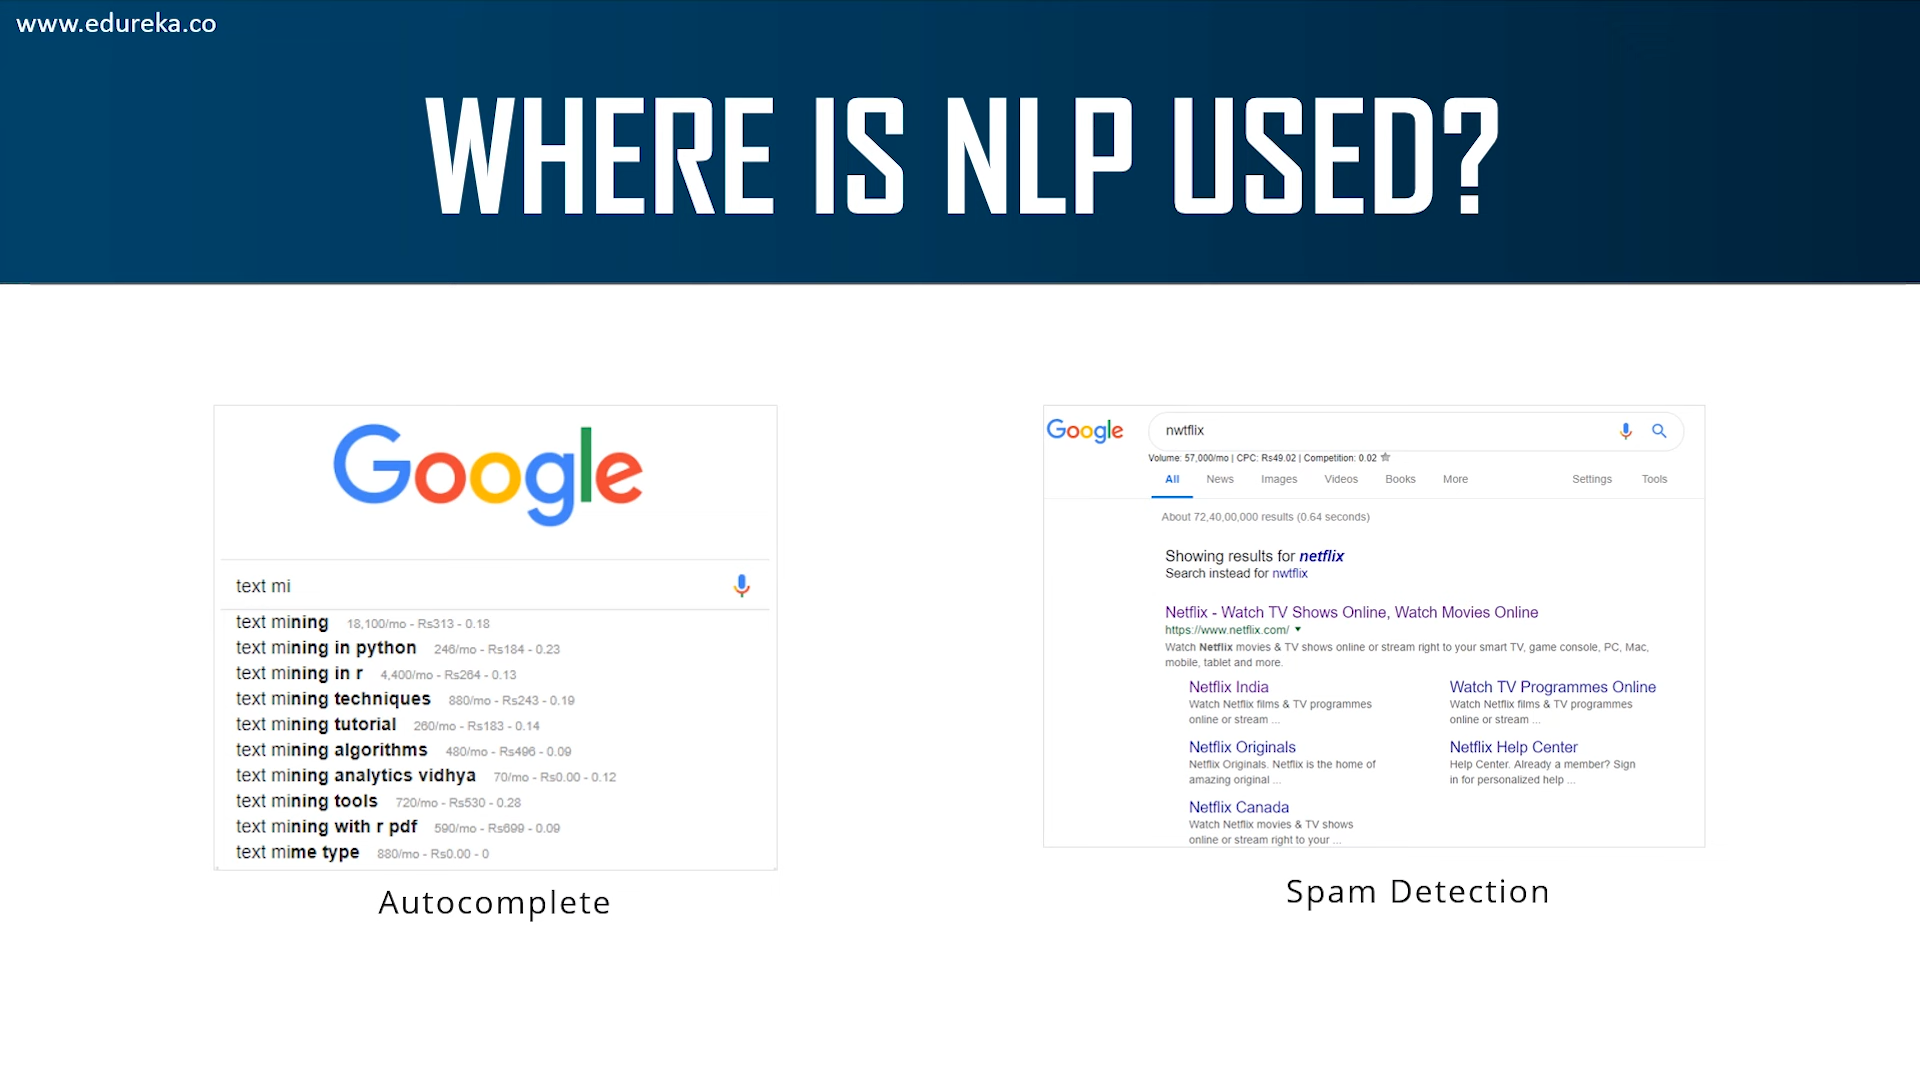 www.edureka.co
WHERE IS NLP USED?
Google
text mi
text mining 18,100/mo - Rs313 - 0.18
text mining in python 246/mo - Rs184 - 0.23
text mining in r 4,400/mo - Rs264 - 0.13
text mining techniques 880/mo - Rs243 - 0.19
text mining tutorial 260/mo - Rs183 - 0.14
text mining algorithms 480/mo - Rs496 - 0.09
text mining analytics vidhya 70/mo - Rs0.00 - 0.12
text mining tools 720/mo - Rs530 - 0.28
text mining with r pdf 590/mo - Rs699 - 0.09
text mime type 880/mo - Rs0.00 - 0
Autocomplete
Google nwtflix
Volume: 57,000/mo | CPC: Rs49.02 | Competition: 0.02
All News Images Videos Books More Settings Tools
About 72,40,00,000 results (0.64 seconds)
Showing results for netflix
Search instead for nwtflix
Netflix - Watch TV Shows Online, Watch Movies Online
https://www.netflix.com/
Watch Netflix movies & TV shows online or stream right to your smart TV, game console, PC, Mac,
mobile, tablet and more.
Netflix India
Watch Netflix films & TV programmes
online or stream ...
Watch TV Programmes Online
Watch Netflix films & TV programmes
online or stream ...
Netflix Originals
Netflix Originals. Netflix is the home of
amazing original ...
Netflix Help Center
Help Center. Already a member? Sign
in for personalized help ...
Netflix Canada
Watch Netflix movies & TV shows
online or stream right to your ...
Spam Detection